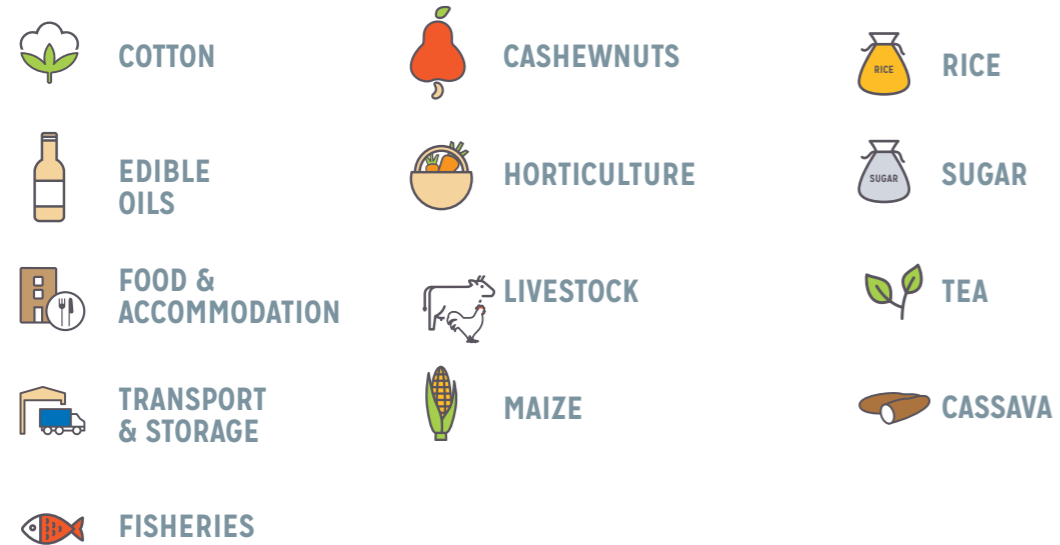 COTTON
EDIBLE
OILS
FOOD &
ACCOMMODATION
TRANSPORT
& STORAGE
FISHERIES
CASHEWNUTS
HORTICULTURE
LIVESTOCK
MAIZE
RICE
RICE
SUGAR
SUGAR
TEA
CASSAVA